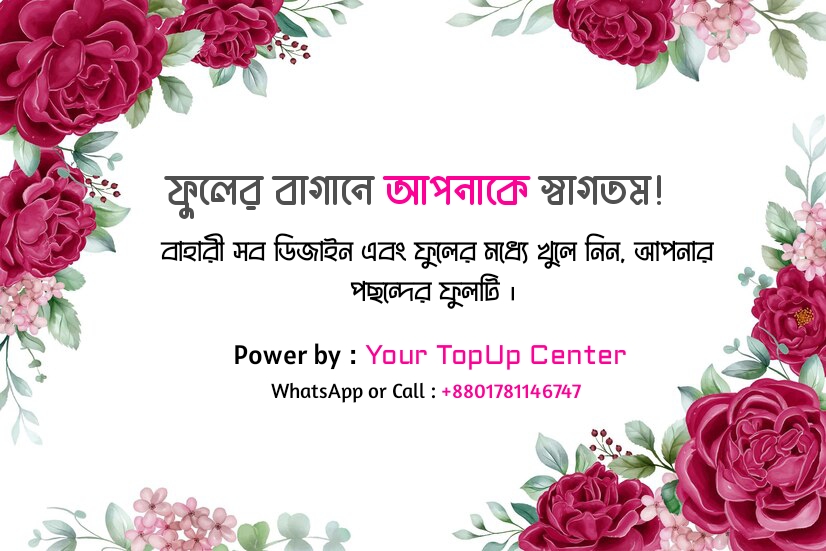 ফুলের বাগানে আপনাকে স্বাগতম!
বাহারী সব ডিজাইন এবং ফুলের মধ্যে খুলে নিন, আপনার
পছন্দের ফুলটি ।
Power by : Your TopUp Center
WhatsApp or Call : +8801781146747